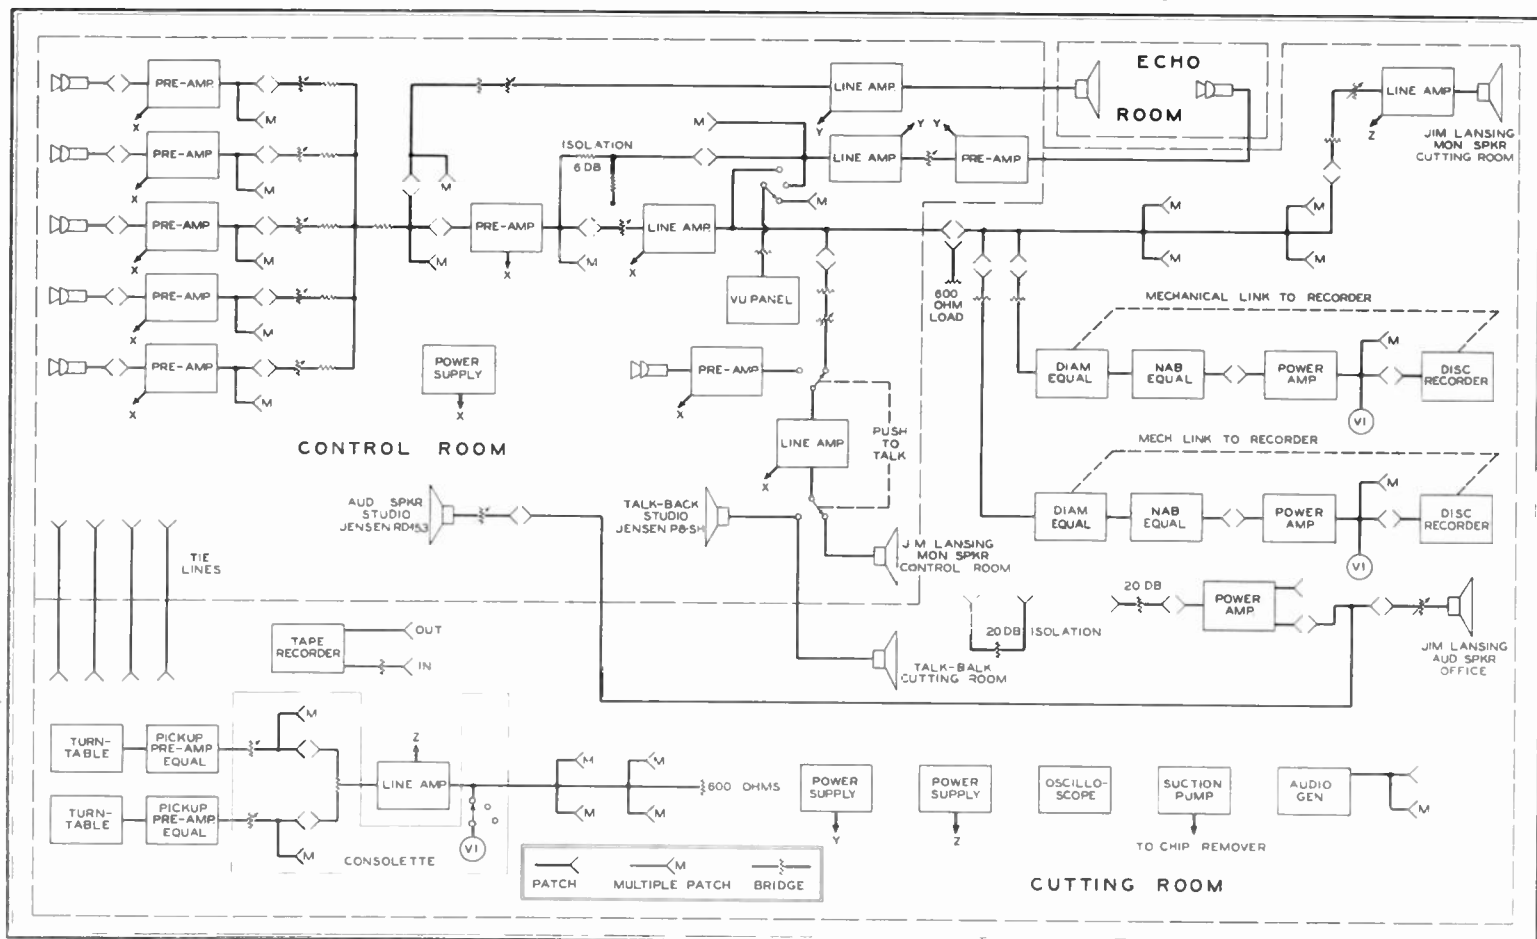 ECHO
ROOM
PRE-AMP
X
M
PRE-AMP
X
M
PRE-AMP
X
M
PRE-AMP
X
M
PRE-AMP
X
M
LINE AMP
Y
M
ISOLATION
6 DB
M
LINE AMP
Y
Y
PRE-AMP
LINE AMP
Z
JIM LANSING
MON SPKR
CUTTING ROOM
M
PRE-AMP
X
M
M
LINE AMP
X
M
VU PANEL
600
OHM
LOAD
M
M
M
M
POWER
SUPPLY
X
PRE-AMP
X
LINE AMP
X
PUSH
TO
TALK
CONTROL ROOM
MECHANICAL LINK TO RECORDER
DIAM
EQUAL
NAB
EQUAL
POWER
AMP
M
VI
DISC
RECORDER
MECH LINK TO RECORDER
DIAM
EQUAL
NAB
EQUAL
POWER
AMP
M
VI
DISC
RECORDER
AUD SPKR
STUDIO
JENSEN RD153
TALK-BACK
STUDIO
JENSEN P8-SH
JIM LANSING
MON SPKR
CONTROL ROOM
TIE
LINES
20 DB
POWER
AMP
JIM LANSING
AUD SPKR
OFFICE
20 DB ISOLATION
TALK-BALK
CUTTING ROOM
TAPE
RECORDER
OUT
IN
TURN-
TABLE
PICKUP
PRE-AMP
EQUAL
M
Z
LINE AMP
TURN-
TABLE
PICKUP
PRE-AMP
EQUAL
M
CONSOLETTE
VI
M
M
M
M
600 OHMS
POWER
SUPPLY
Y
POWER
SUPPLY
Z
OSCILLO-
SCOPE
SUCTION
PUMP
TO CHIP REMOVER
AUDIO
GEN
M
PATCH
M
MULTIPLE PATCH
BRIDGE
CUTTING ROOM